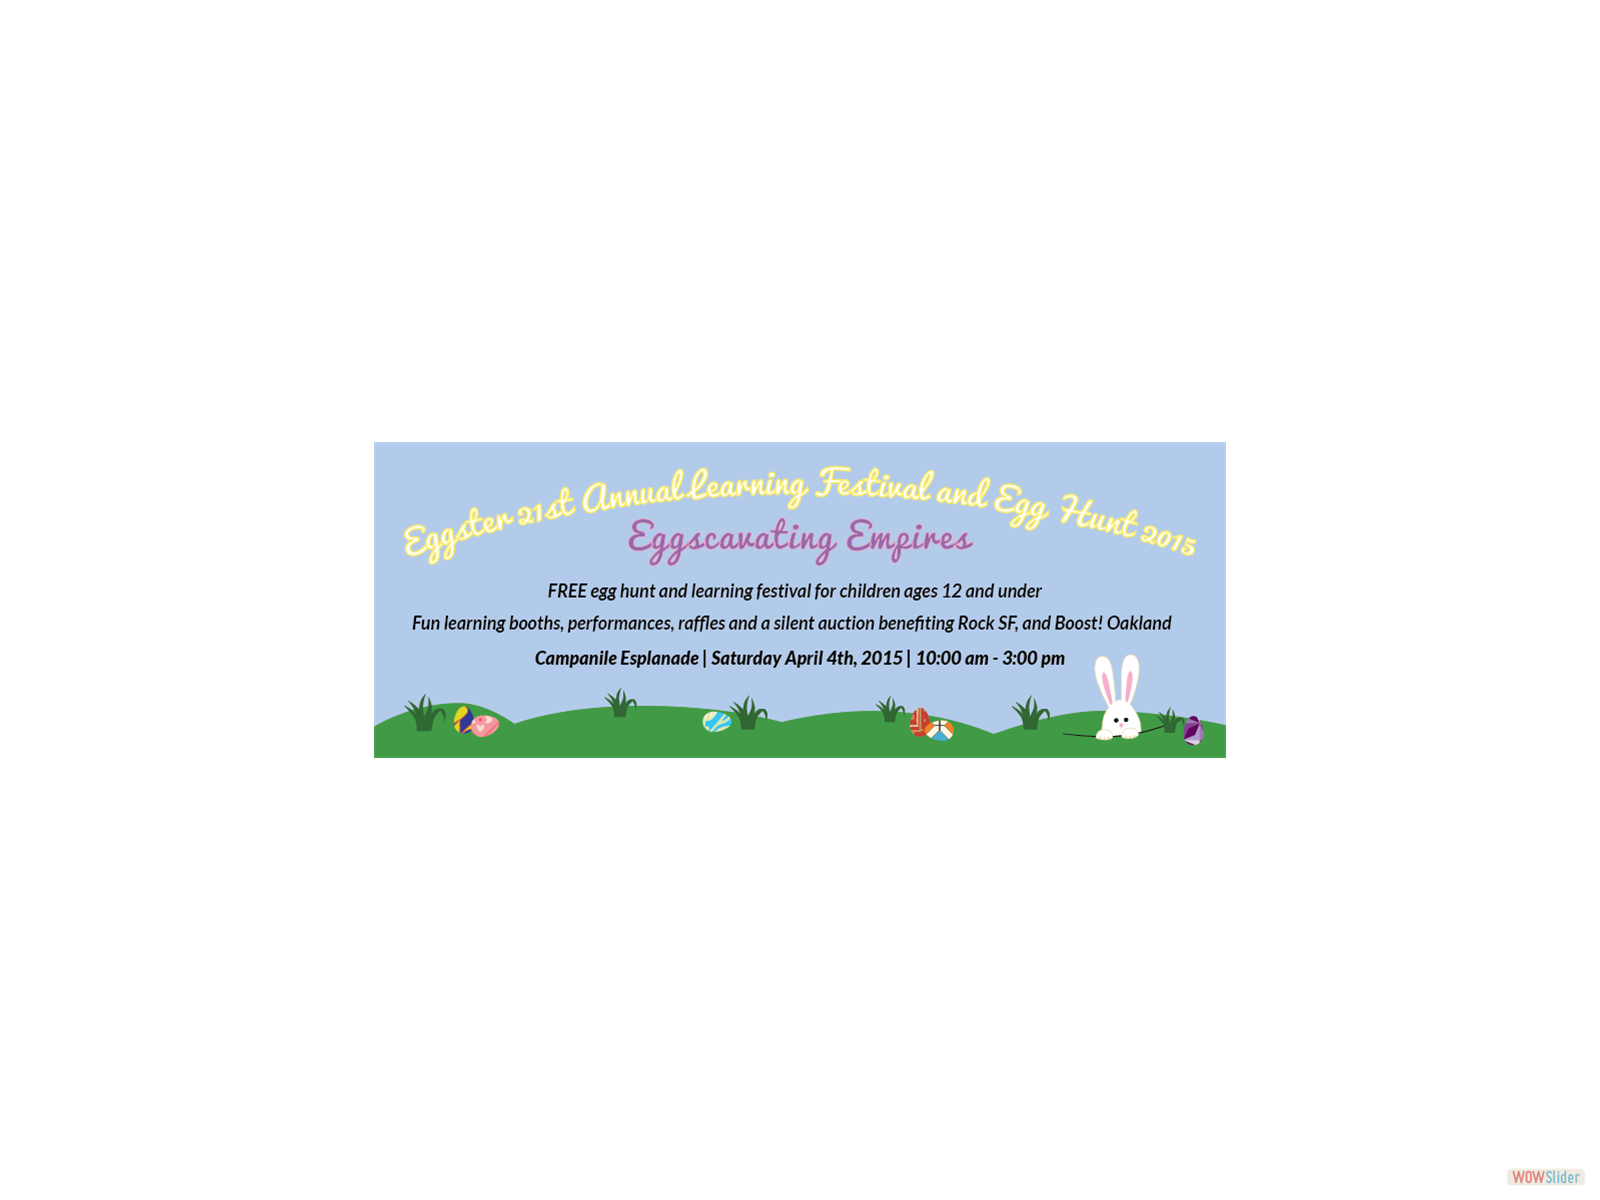 Eggster 21st Annual Learning Festival and Egg Hunt 2015
Eggscavating Empires
FREE egg hunt and learning festival for children ages 12 and under
Fun learning booths, performances, raffles and a silent auction benefiting Rock SF, and Boost! Oakland
Campanile Esplanade | Saturday April 4th, 2015 | 10:00 am - 3:00 pm
WOWSlider